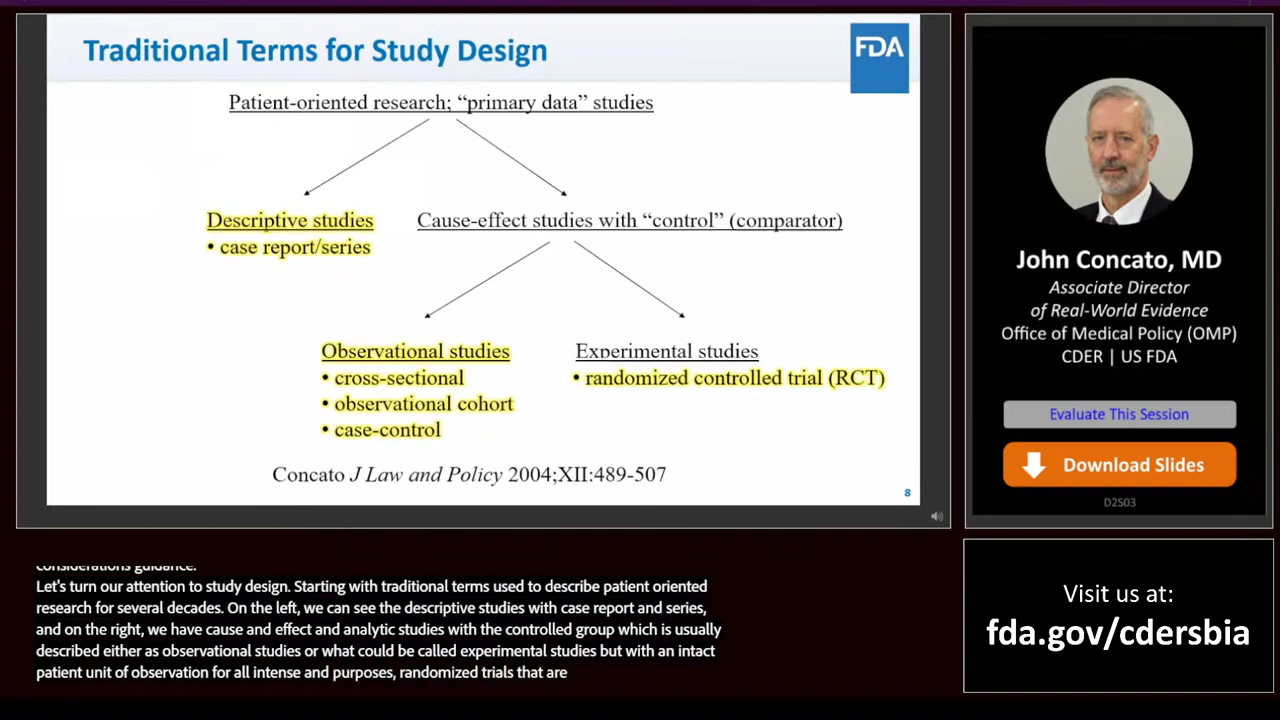 Traditional Terms for Study Design
FDA
Patient-oriented research; “primary data” studies
Descriptive studies
• case report/series
Cause-effect studies with “control” (comparator)
Observational studies
• cross-sectional
• observational cohort
• case-control
Experimental studies
• randomized controlled trial (RCT)
Concato J Law and Policy 2004;XII:489-507
8
John Concato, MD
Associate Director
of Real-World Evidence
Office of Medical Policy (OMP)
CDER | US FDA
Evaluate This Session
Download Slides
D2S03
considerations guidance.
Let's turn our attention to study design. Starting with traditional terms used to describe patient oriented
research for several decades. On the left, we can see the descriptive studies with case report and series,
and on the right, we have cause and effect and analytic studies with the controlled group which is usually
described either as observational studies or what could be called experimental studies but with an intact
patient unit of observation for all intense and purposes, randomized trials that are
Visit us at:
fda.gov/cdersbia